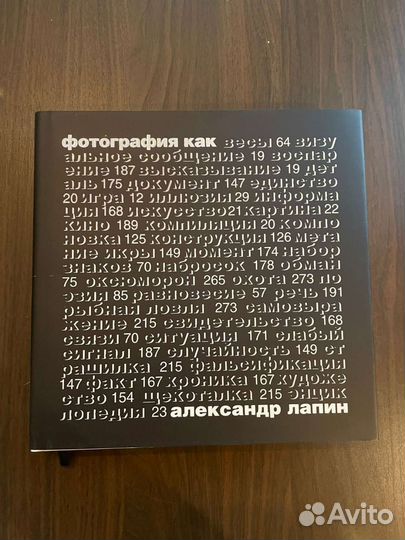 фотография как весы 64 визу
альное сообщение 19 воспар
ение 187 высказывание 19 дет
аль 175 документ 147 единство
20 игра 12 иллюзия 29 информа
ция 168 искусство 21 картина 22
кино 189 компиляция 20 компо
новка 125 конструкция 126 мета
ние икры 149 момент 174 набор
знаков 70 набросок 178 обман
75 оксюморон 265 охота 273 по
эзия 85 равновесие 57 речь 191
рыбная ловля 273 самовыра
жение 215 свидетельство 168
связи 70 ситуация 171 слабый
сигнал 187 случайность 149 ст
рашилка 215 фальсификация
147 факт 167 хроника 167 художе
ство 154 щекоталка 215 энцик
лопедия 23 александр лапин
Avito